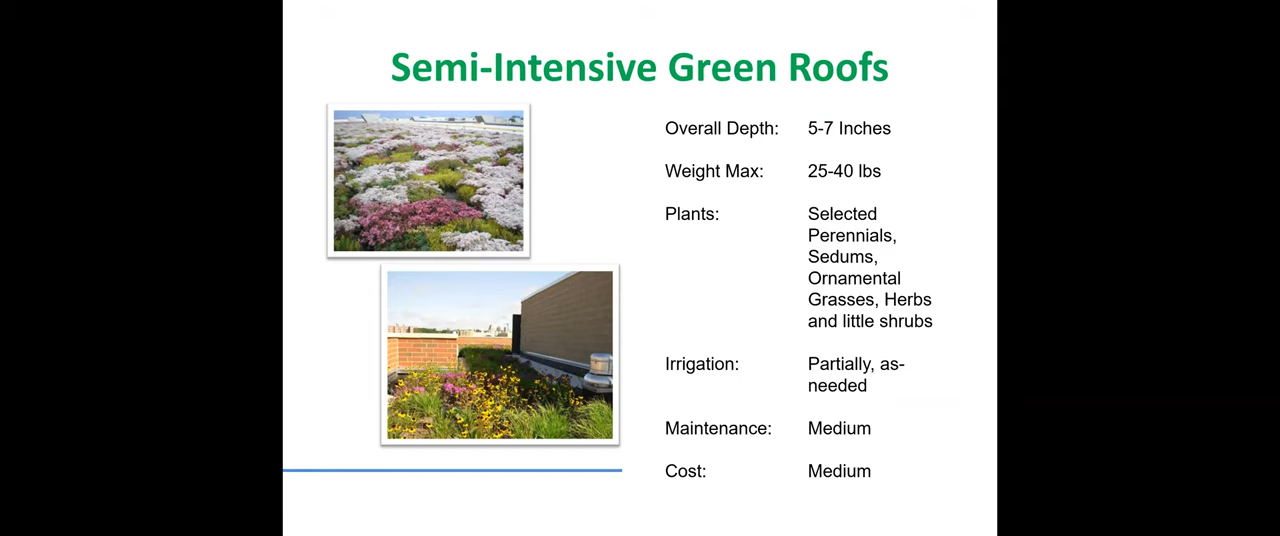 Semi-Intensive Green Roofs
Overall Depth: 5-7 Inches
Weight Max: 25-40 lbs
Plants: Selected
Perennials,
Sedums,
Ornamental
Grasses, Herbs
and little shrubs
Irrigation: Partially, as-
needed
Maintenance: Medium
Cost: Medium